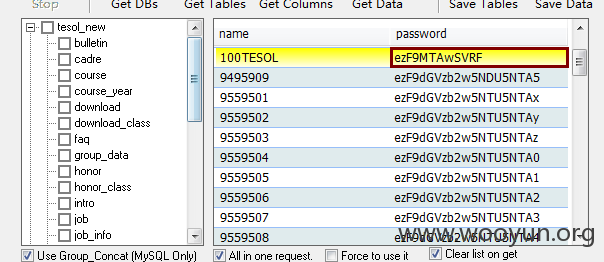 Stop Get DBs Get Tables Get Columns Get Data Save Tables Save Data
tesol_new
bulletin
cadre
course
course_year
download
download_class
faq
group_data
honor
honor_class
intro
job
job_info
name password
100TESOL ezF9MTAwSVRF
9495909 ezF9dGVzb2w5NDU5NTA5
9559501 ezF9dGVzb2w5NTU5NTAx
9559502 ezF9dGVzb2w5NTU5NTAy
9559503 ezF9dGVzb2w5NTU5NTAz
9559504 ezF9dGVzb2w5NTU5NTA0
9559505 ezF9dGVzb2w5NTU5NTA1
9559506 ezF9dGVzb2w5NTU5NTA2
9559507 ezF9dGVzb2w5NTU5NTA3
9559508 ezF9dGVzb2w5NTU5NTA4
www.wooyun.org
Use Group_Concat (MySQL Only) All in one request. Force to use it Clear list on get